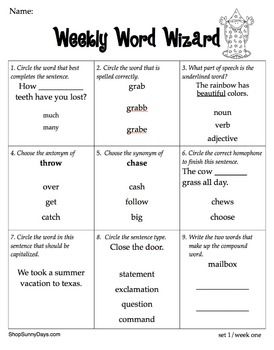 Name:
Weekly Word Wizard
1. Circle the word that best
completes the sentence.
How ________
teeth have you lost?
much
many
2. Circle the word that is
spelled correctly.
grab
grabb
grabe
3. What part of speech is the
underlined word?
The rainbow has
beautiful colors.
noun
verb
adjective
4. Choose the antonym of
throw
over
get
catch
5. Choose the synonym of
chase
cash
follow
big
6. Circle the correct homophone
to finish this sentence.
The cow ________
grass all day.
chews
choose
7. Circle the word in this
sentence that should be
capitalized.
We took a summer
vacation to texas.
8. Circle the sentence type.
Close the door.
statement
exclamation
question
command
9. Write the two words that
make up the compound
word.
mailbox
________
________
ShopSunnyDays.com
set 1/week one